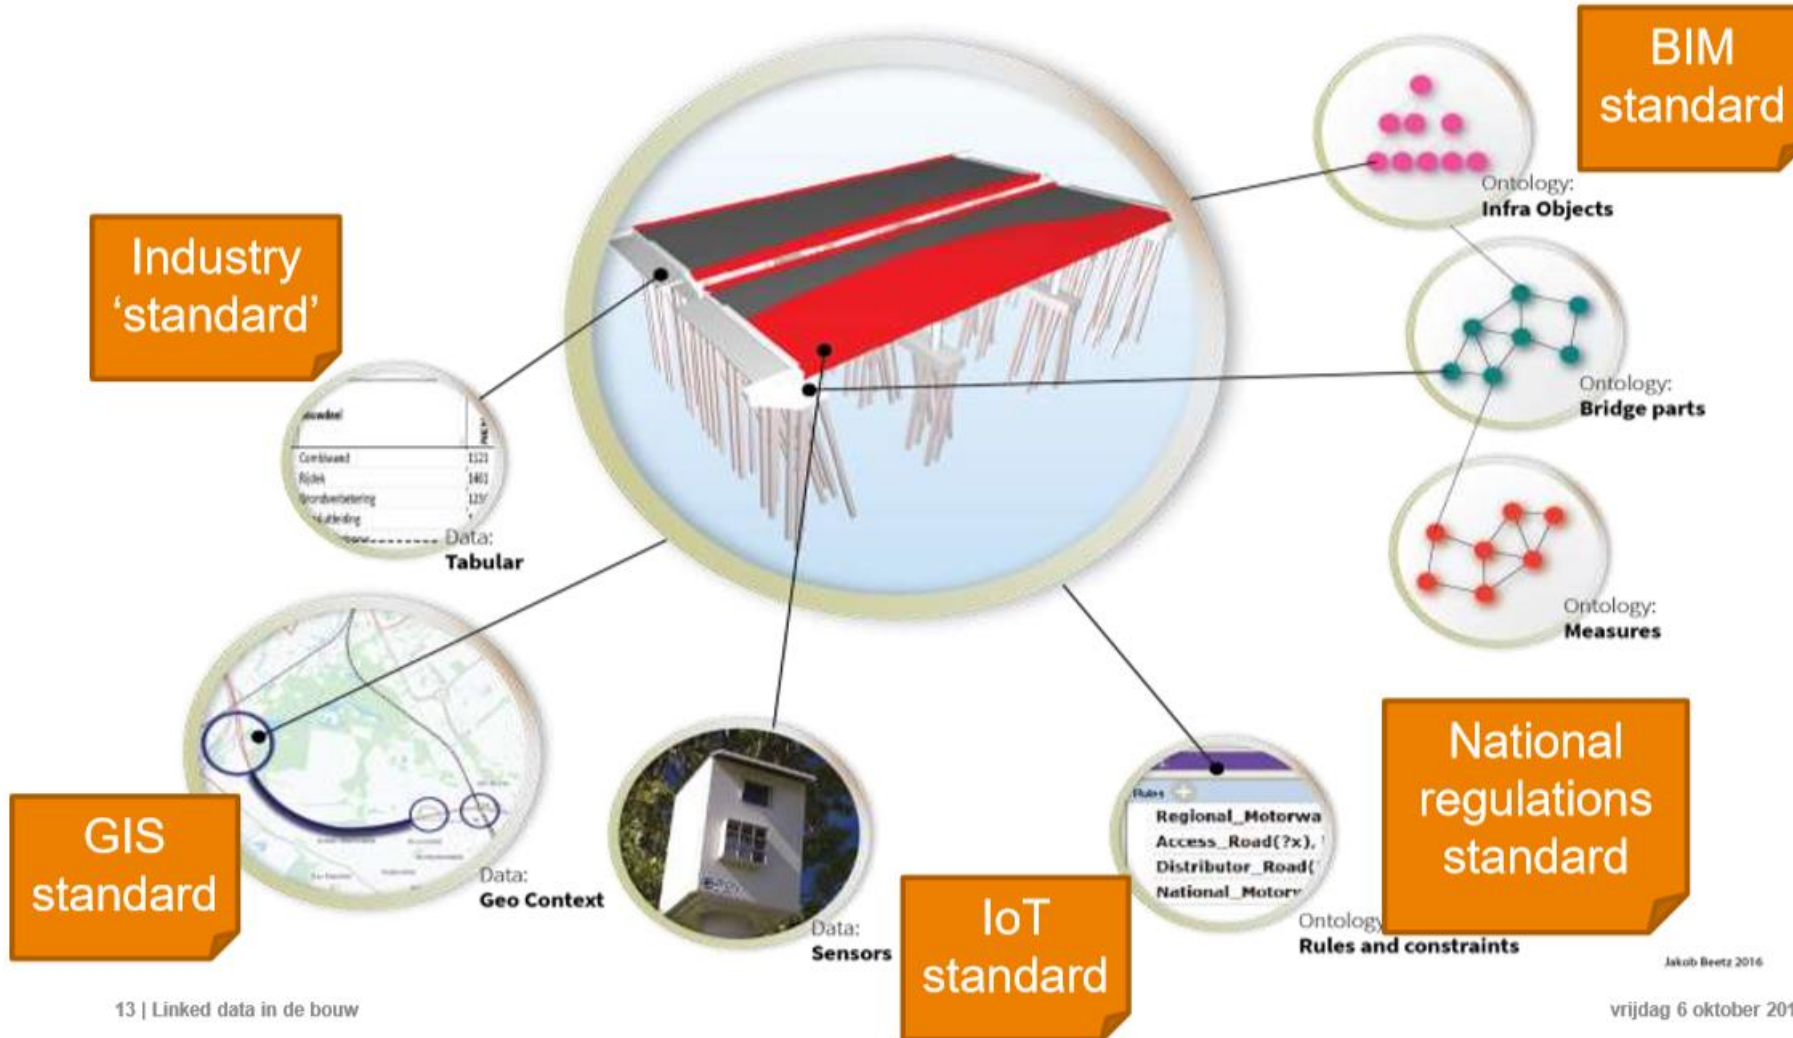 BIM
standard
Ontology:
Infra Objects
Industry
‘standard’
Ontology:
Bridge parts
Combiwand
Rijdek
Data:
Tabular
Ontology:
Measures
National
regulations
standard
Rules
Regional_Motorwa
Access_Road(?x),
Distributor_Road(
National_Motorw
GIS
standard
Data:
Geo Context
Data:
Sensors
IoT
standard
Ontology
Rules and constraints
Jakob Beetz 2016
13 | Linked data in de bouw
vrijdag 6 oktober 201